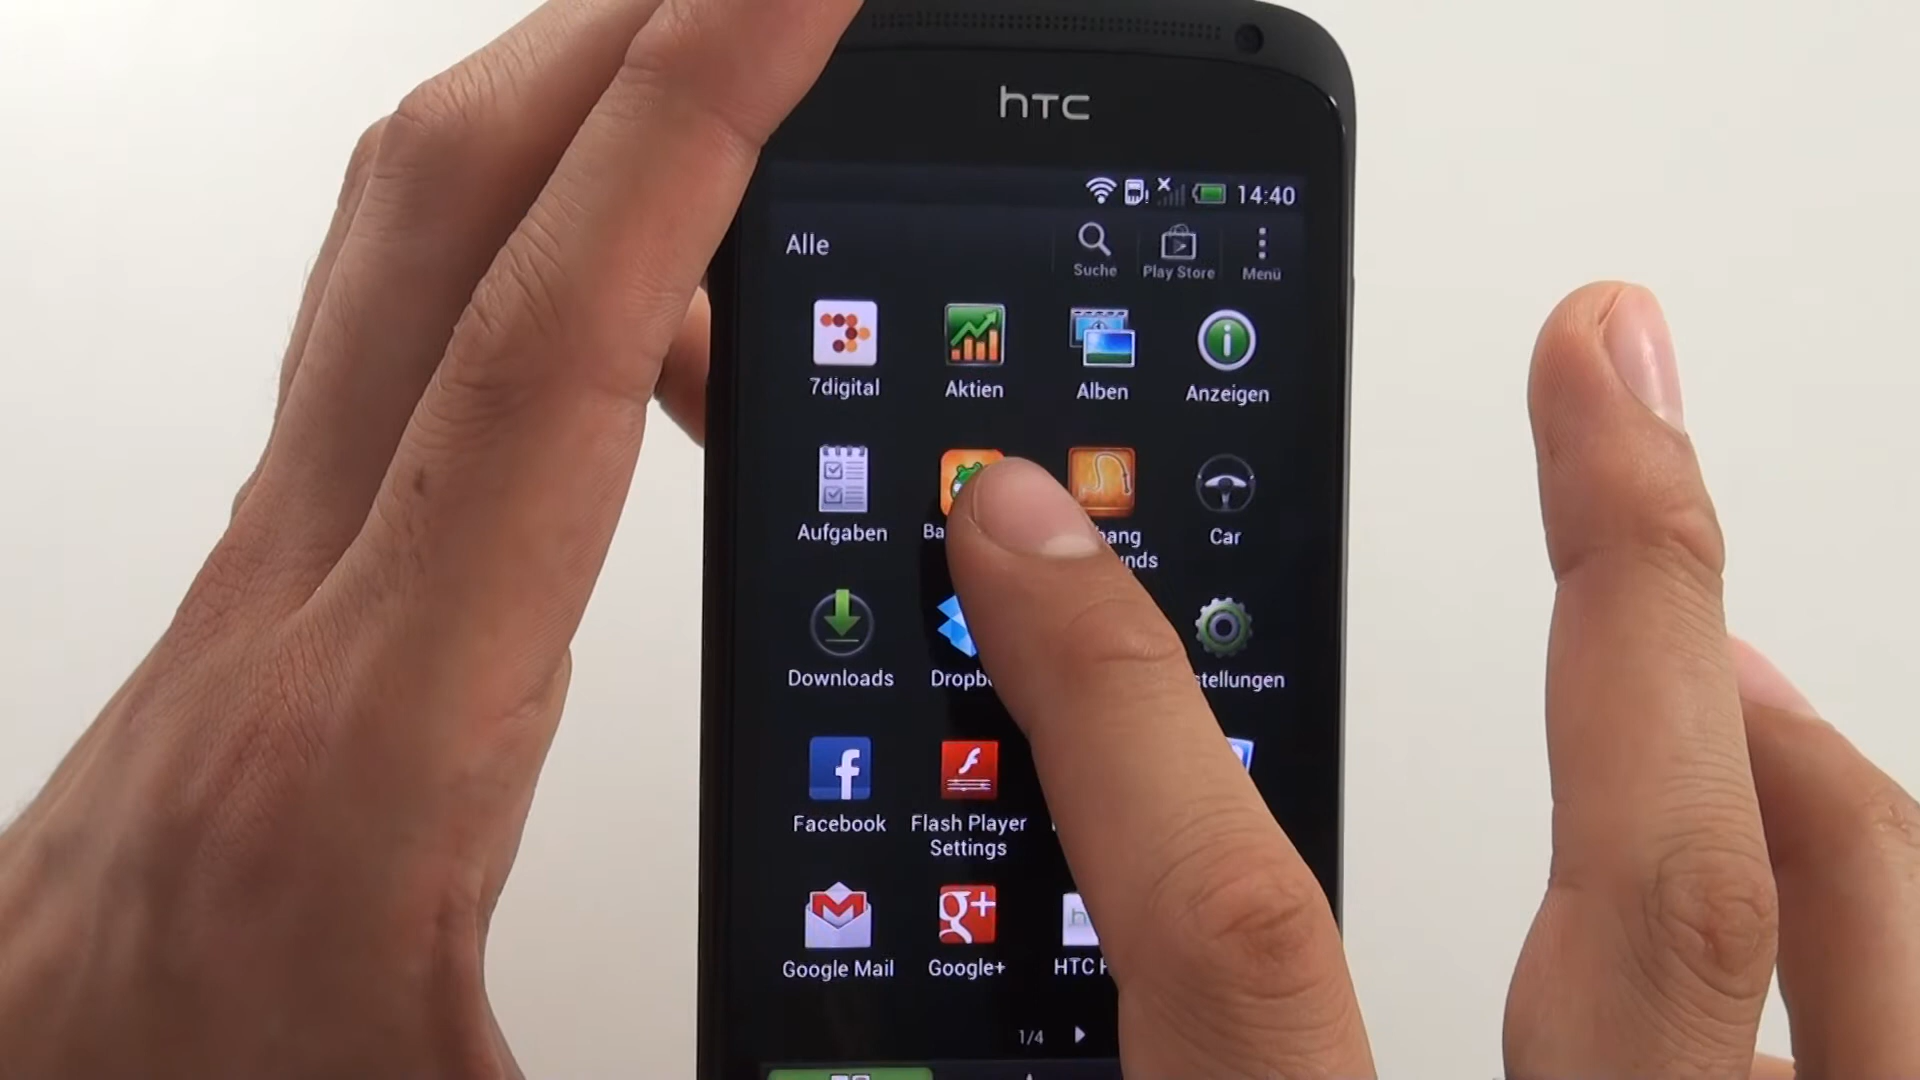 hTC
14:40
Alle
Suche
Play Store
Menü
7digital
Aktien
Alben
Anzeigen
Aufgaben
Car
Downloads
Facebook
Flash Player
Settings
Google Mail
Google+
HTC
1/4